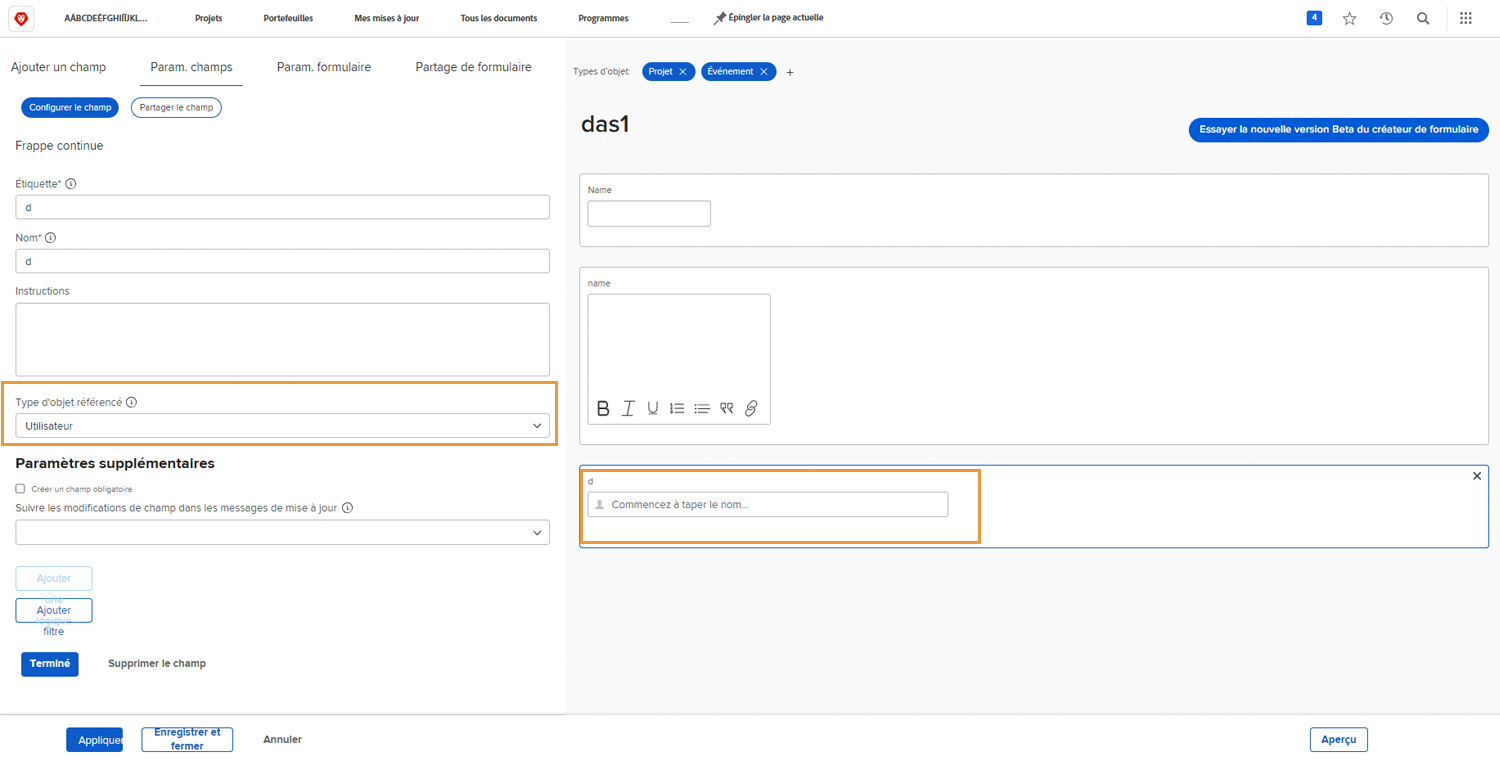 AÁBCDEÉFGHIÍÏIJKL...
Projets
Portefeuilles
Mes mises à jour
Tous les documents
Programmes
Épingler la page actuelle
4
Ajouter un champ
Param. champs
Param. formulaire
Partage de formulaire
Configurer le champ
Partager le champ
Frappe continue
Étiquette*
d
Nom*
d
Instructions
Type d'objet référencé
Utilisateur
Paramètres supplémentaires
Créer un champ obligatoire
Suivre les modifications de champ dans les messages de mise à jour
Ajouter
une
logique
Ajouter
filtre
Terminé
Supprimer le champ
Types d'objet:
Projet
Événement
das1
Essayer la nouvelle version Beta du créateur de formulaire
Name
name
B I U
d
Commencez à taper le nom...
Appliquer
Enregistrer et
fermer
Annuler
Aperçu